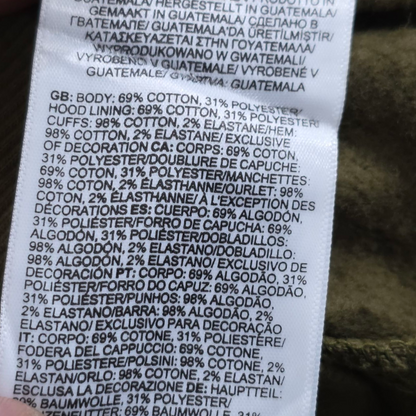 GUATEMALA/HERGESTELLT IN GUATEMALA/
GEMAAKT IN GUATEMALA/СДЕЛАНО В
ГВАТЕМАЛЕ/ GUATEMALA'DA ÜRETİLMİŞTİR/
ΚΑΤΑΣΚΕΥΑΖΕΤΑΙ ΣΤΗΝ ΓΟΥΑΤΕΜΑΛΑ/
WYPRODUKOWANO W GWATEMALI/
VYROBENO V GUATEMALE/ VYROBENÉ V
GUATEMALE/ GUATEMALA
GB: BODY: 69% COTTON, 31% POLYESTER/
HOOD LINING: 69% COTTON, 31% POLYESTER/
CUFFS: 98% COTTON, 2% ELASTANE/HEM:
98% COTTON, 2% ELASTANE/EXCLUSIVE
OF DECORATION CA: CORPS: 69% COTON,
31% POLYESTER/DOUBLURE DE CAPUCHE:
69% COTON, 31% POLYESTER/MANCHETTES:
98% COTON, 2% ÉLASTHANNE/OURLET: 98%
COTON, 2% ÉLASTHANNE/ À L'EXCEPTION DES
DÉCORATIONS ES: CUERPO: 69% ALGODÓN,
31% POLIÉSTER/FORRO DE CAPUCHA: 69%
ALGODÓN, 31% POLIÉSTER/DOBLADILLOS:
98% ALGODÓN, 2% ELASTANO/DOBLADILLO:
98% ALGODÓN, 2% ELASTANO/EXCLUSIVO DE
DECORACIÓN PT: CORPO: 69% ALGODÃO, 31%
POLIÉSTER/FORRO DO CAPUZ: 69% ALGODÃO,
31% POLIÉSTER/PUNHOS: 98% ALGODÃO,
2% ELASTANO/BARRA: 98% ALGODÃO, 2%
ELASTANO/ EXCLUSIVO PARA DECORAÇÃO
IT: CORPO: 69% COTONE, 31% POLIESTERE/
FODERA DEL CAPPUCCIO: 69% COTONE,
31% POLIESTERE/POLSINI: 98% COTONE, 2%
ELASTAN/ORLO: 98% COTONE, 2% ELASTAN/
ESCLUSA LA DECORAZIONE DE: HAUPTTEIL:
BAUMWOLLE, 31% POLYESTER/
69% BAUMWOLLE, 31%